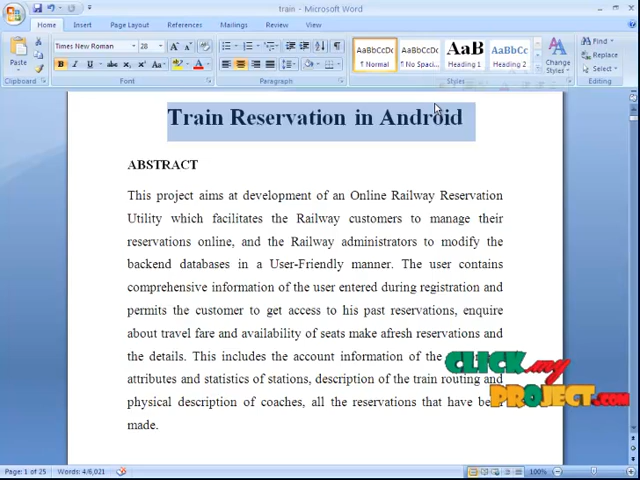 train - Microsoft Word
Home Insert Page Layout References Mailings Review View
Times New Roman 28
Paste
AaBbCcDc AaBbCcDc AaB AaBbCc
Normal No Spaci... Heading 1 Heading 2
Change Styles
Find
Replace
Select
Clipboard Font Paragraph Styles Editing
Train Reservation in Android
ABSTRACT
This project aims at development of an Online Railway Reservation
Utility which facilitates the Railway customers to manage their
reservations online, and the Railway administrators to modify the
backend databases in a User-Friendly manner. The user contains
comprehensive information of the user entered during registration and
permits the customer to get access to his past reservations, enquire
about travel fare and availability of seats make afresh reservations and
the details. This includes the account information of the
attributes and statistics of stations, description of the train routing and
physical description of coaches, all the reservations that have been
made.
CLICK my
PROJECT.com
Page: 1 of 25 Words: 4/6,021 100%